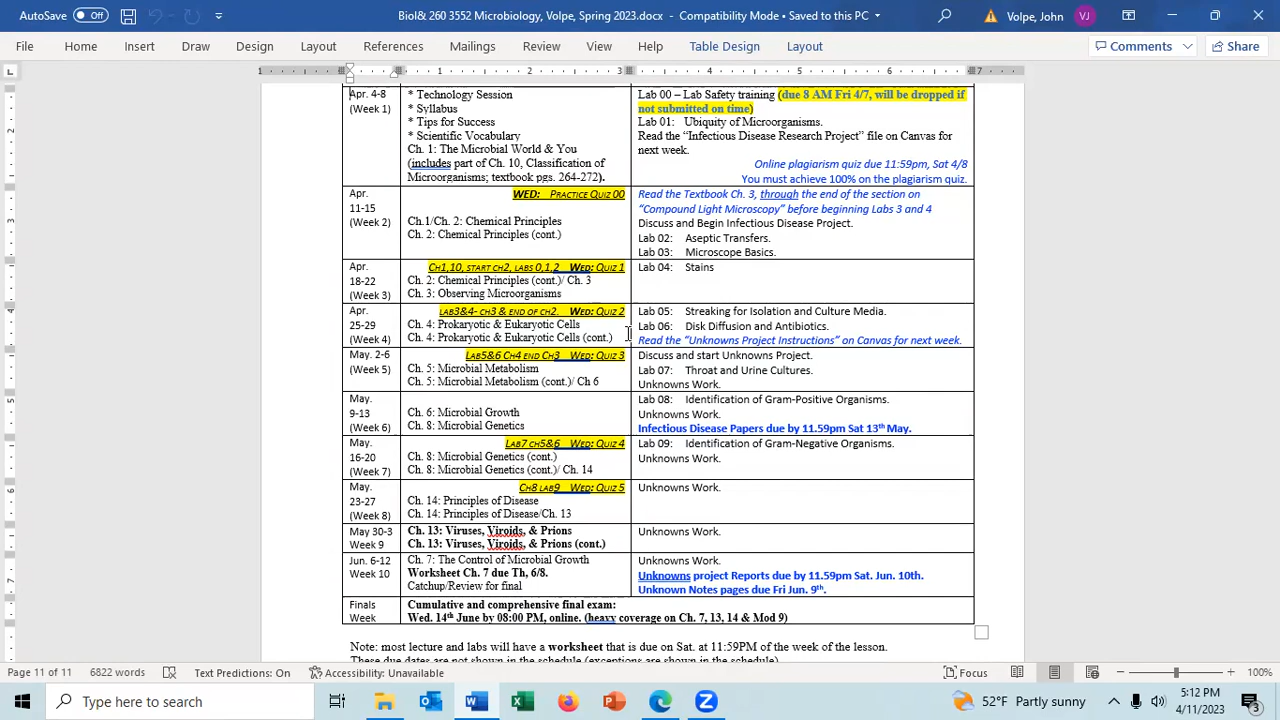 AutoSave Off
Biol& 260 3552 Microbiology, Spring 2023.docx - Compatibility Mode • Saved to this PC
Volpe, John VJ
File Home Insert Draw Design Layout References Mailings Review View Help Table Design Layout Comments Share
1 1 2 3 4 5 6 7
Apr. 4-8
(Week 1)
* Technology Session
* Syllabus
* Tips for Success
* Scientific Vocabulary
Ch. 1: The Microbial World & You
(includes part of Ch. 10, Classification of
Microorganisms; textbook pgs. 264-272).
Lab 00 – Lab Safety training (due 8 AM Fri 4/7, will be dropped if
not submitted on time)
Lab 01: Ubiquity of Microorganisms.
Read the "Infectious Disease Research Project" file on Canvas for
next week.
Online plagiarism quiz due 11:59pm, Sat 4/8
You must achieve 100% on the plagiarism quiz.
Apr.
11-15
(Week 2)
WED: PRACTICE QUIZ 00
Ch.1/Ch. 2: Chemical Principles
Ch. 2: Chemical Principles (cont.)
Read the Textbook Ch. 3, through the end of the section on
"Compound Light Microscopy" before beginning Labs 3 and 4
Discuss and Begin Infectious Disease Project.
Lab 02: Aseptic Transfers.
Lab 03: Microscope Basics.
Apr.
18-22
(Week 3)
CH1,10, START CH2, LABS 0,1,2 WED: QUIZ 1
Ch. 2: Chemical Principles (cont.)/ Ch. 3
Ch. 3: Observing Microorganisms
Lab 04: Stains
Apr.
25-29
(Week 4)
LAB3&4- CH3 & END OF CH2. WED: QUIZ 2
Ch. 4: Prokaryotic & Eukaryotic Cells
Ch. 4: Prokaryotic & Eukaryotic Cells (cont.)
Lab 05: Streaking for Isolation and Culture Media.
Lab 06: Disk Diffusion and Antibiotics.
Read the "Unknowns Project Instructions" on Canvas for next week.
May. 2-6
(Week 5)
LAB5&6 CH4 END CH3 WED: QUIZ 3
Ch. 5: Microbial Metabolism
Ch. 5: Microbial Metabolism (cont.)/ Ch 6
Discuss and start Unknowns Project.
Lab 07: Throat and Urine Cultures.
Unknowns Work.
May.
9-13
(Week 6)
Ch. 6: Microbial Growth
Ch. 8: Microbial Genetics
Lab 08: Identification of Gram-Positive Organisms.
Unknowns Work.
Infectious Disease Papers due by 11.59pm Sat 13th May.
May.
16-20
(Week 7)
LAB7 CH5&6 WED: QUIZ 4
Ch. 8: Microbial Genetics (cont.)
Ch. 8: Microbial Genetics (cont.)/ Ch. 14
Lab 09: Identification of Gram-Negative Organisms.
Unknowns Work.
May.
23-27
(Week 8)
CH8 LAB9 WED: QUIZ 5
Ch. 14: Principles of Disease
Ch. 14: Principles of Disease/Ch. 13
Unknowns Work.
May 30-3
Week 9
Ch. 13: Viruses, Viroids, & Prions
Ch. 13: Viruses, Viroids, & Prions (cont.)
Unknowns Work.
Jun. 6-12
Week 10
Ch. 7: The Control of Microbial Growth
Worksheet Ch. 7 due Th, 6/8.
Catchup/Review for final
Unknowns Work.
Unknowns project Reports due by 11.59pm Sat. Jun. 10th.
Unknown Notes pages due Fri Jun. 9th.
Finals
Week
Cumulative and comprehensive final exam:
Wed. 14th June by 08:00 PM, online. (heavy coverage on Ch. 7, 13, 14 & Mod 9)
Note: most lecture and labs will have a worksheet that is due on Sat. at 11:59PM of the week of the lesson.
These due dates are not shown in the schedule (exceptions are shown in the schedule)
Page 11 of 11 6822 words Text Predictions: On Accessibility: Unavailable Focus 100%
Type here to search
52°F Partly sunny
5:12 PM
4/11/2023
3